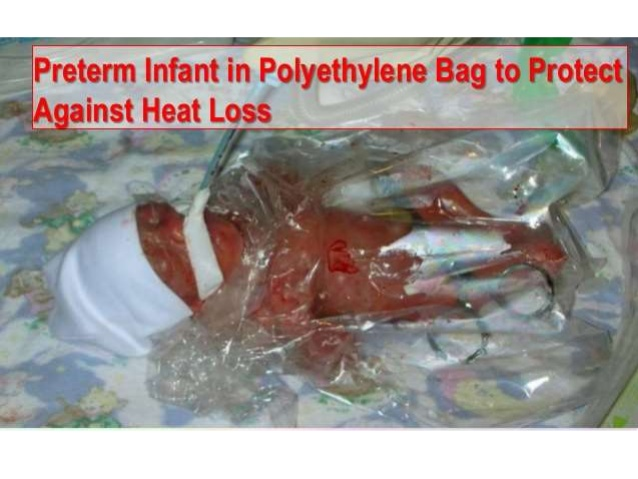 Preterm Infant in Polyethylene Bag to Protect
Against Heat Loss